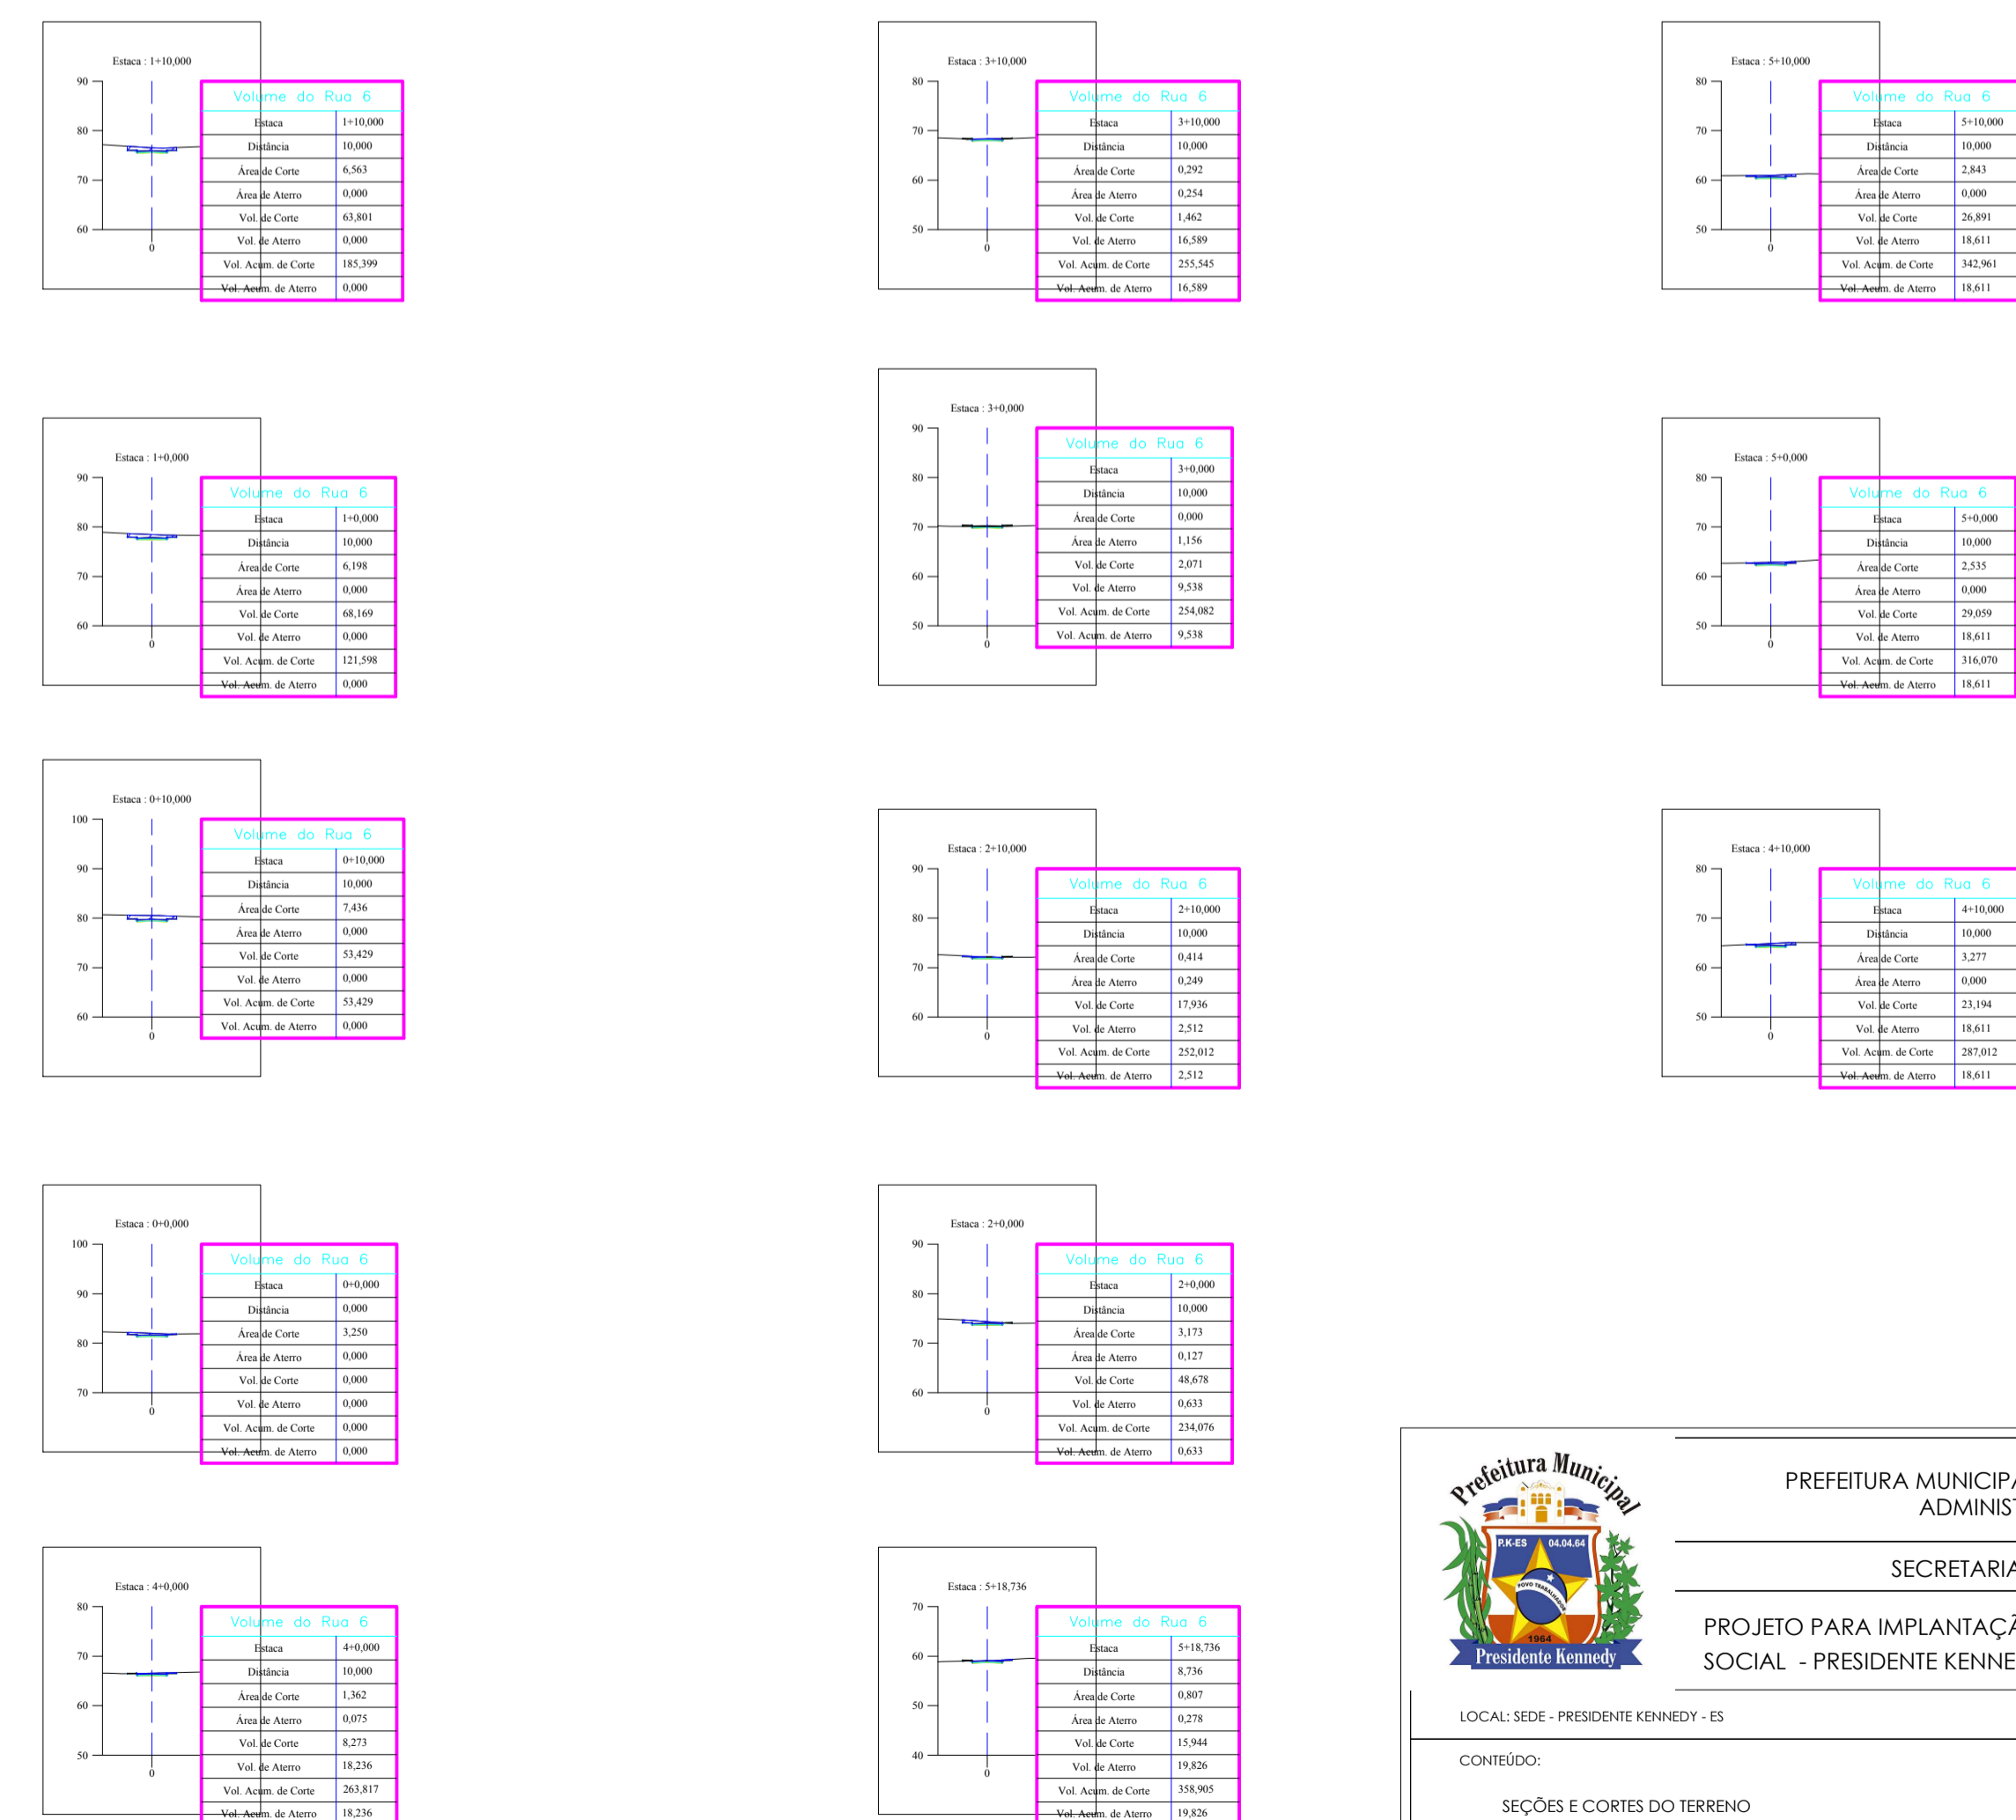 Estaca : 1+10,000
90
80
70
60
0
Volume do Rua 6
Estaca 1+10,000
Distância 10,000
Área de Corte 6,563
Área de Aterro 0,000
Vol. de Corte 63,801
Vol. de Aterro 0,000
Vol. Acum. de Corte 185,399
Vol. Acum. de Aterro 0,000
Estaca : 3+10,000
80
70
60
50
0
Volume do Rua 6
Estaca 3+10,000
Distância 10,000
Área de Corte 0,292
Área de Aterro 0,254
Vol. de Corte 1,462
Vol. de Aterro 16,589
Vol. Acum. de Corte 255,545
Vol. Acum. de Aterro 16,589
Estaca : 5+10,000
80
70
60
50
0
Volume do Rua 6
Estaca 5+10,000
Distância 10,000
Área de Corte 2,843
Área de Aterro 0,000
Vol. de Corte 26,891
Vol. de Aterro 18,611
Vol. Acum. de Corte 342,961
Vol. Acum. de Aterro 18,611
Estaca : 1+0,000
90
80
70
60
0
Volume do Rua 6
Estaca 1+0,000
Distância 10,000
Área de Corte 6,198
Área de Aterro 0,000
Vol. de Corte 68,169
Vol. de Aterro 0,000
Vol. Acum. de Corte 121,598
Vol. Acum. de Aterro 0,000
Estaca : 3+0,000
90
80
70
60
50
0
Volume do Rua 6
Estaca 3+0,000
Distância 10,000
Área de Corte 0,000
Área de Aterro 1,156
Vol. de Corte 2,071
Vol. de Aterro 9,538
Vol. Acum. de Corte 254,082
Vol. Acum. de Aterro 9,538
Estaca : 5+0,000
80
70
60
50
0
Volume do Rua 6
Estaca 5+0,000
Distância 10,000
Área de Corte 2,535
Área de Aterro 0,000
Vol. de Corte 29,059
Vol. de Aterro 18,611
Vol. Acum. de Corte 316,070
Vol. Acum. de Aterro 18,611
Estaca : 0+10,000
100
90
80
70
60
0
Volume do Rua 6
Estaca 0+10,000
Distância 10,000
Área de Corte 7,436
Área de Aterro 0,000
Vol. de Corte 53,429
Vol. de Aterro 0,000
Vol. Acum. de Corte 53,429
Vol. Acum. de Aterro 0,000
Estaca : 2+10,000
90
80
70
60
0
Volume do Rua 6
Estaca 2+10,000
Distância 10,000
Área de Corte 0,414
Área de Aterro 0,249
Vol. de Corte 17,936
Vol. de Aterro 2,512
Vol. Acum. de Corte 252,012
Vol. Acum. de Aterro 2,512
Estaca : 4+10,000
80
70
60
50
0
Volume do Rua 6
Estaca 4+10,000
Distância 10,000
Área de Corte 3,277
Área de Aterro 0,000
Vol. de Corte 23,194
Vol. de Aterro 18,611
Vol. Acum. de Corte 287,012
Vol. Acum. de Aterro 18,611
Estaca : 0+0,000
100
90
80
70
0
Volume do Rua 6
Estaca 0+0,000
Distância 0,000
Área de Corte 3,250
Área de Aterro 0,000
Vol. de Corte 0,000
Vol. de Aterro 0,000
Vol. Acum. de Corte 0,000
Vol. Acum. de Aterro 0,000
Estaca : 2+0,000
90
80
70
60
0
Volume do Rua 6
Estaca 2+0,000
Distância 10,000
Área de Corte 3,173
Área de Aterro 0,127
Vol. de Corte 48,678
Vol. de Aterro 0,633
Vol. Acum. de Corte 234,076
Vol. Acum. de Aterro 0,633
Estaca : 4+0,000
80
70
60
50
0
Volume do Rua 6
Estaca 4+0,000
Distância 10,000
Área de Corte 1,362
Área de Aterro 0,075
Vol. de Corte 8,273
Vol. de Aterro 18,236
Vol. Acum. de Corte 263,817
Vol. Acum. de Aterro 18,236
Estaca : 5+18,736
70
60
50
40
0
Volume do Rua 6
Estaca 5+18,736
Distância 8,736
Área de Corte 0,807
Área de Aterro 0,278
Vol. de Corte 15,944
Vol. de Aterro 19,826
Vol. Acum. de Corte 358,905
Vol. Acum. de Aterro 19,826
Prefeitura Municipal
P.K-ES 04.04.64
POVO TRABALHADOR
1964
Presidente Kennedy
PREFEITURA MUNICIPA
ADMINIST
SECRETARIA
PROJETO PARA IMPLANTAÇÃ
SOCIAL - PRESIDENTE KENNE
LOCAL: SEDE - PRESIDENTE KENNEDY - ES
CONTEÚDO:
SEÇÕES E CORTES DO TERRENO